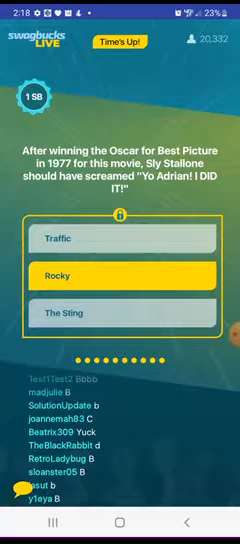 2:18
23%
swagbucks
LIVE
Time's Up!
20,332
1 SB
After winning the Oscar for Best Picture
in 1977 for this movie, Sly Stallone
should have screamed "Yo Adrian! I DID
IT!"
Traffic
Rocky
The Sting
Test1Test2 Bbbb
madjulie B
SolutionUpdate b
joannemah83 C
Beatrix309 Yuck
TheBlackRabbit d
RetroLadybug B
sloanster05 B
b
y1eya B